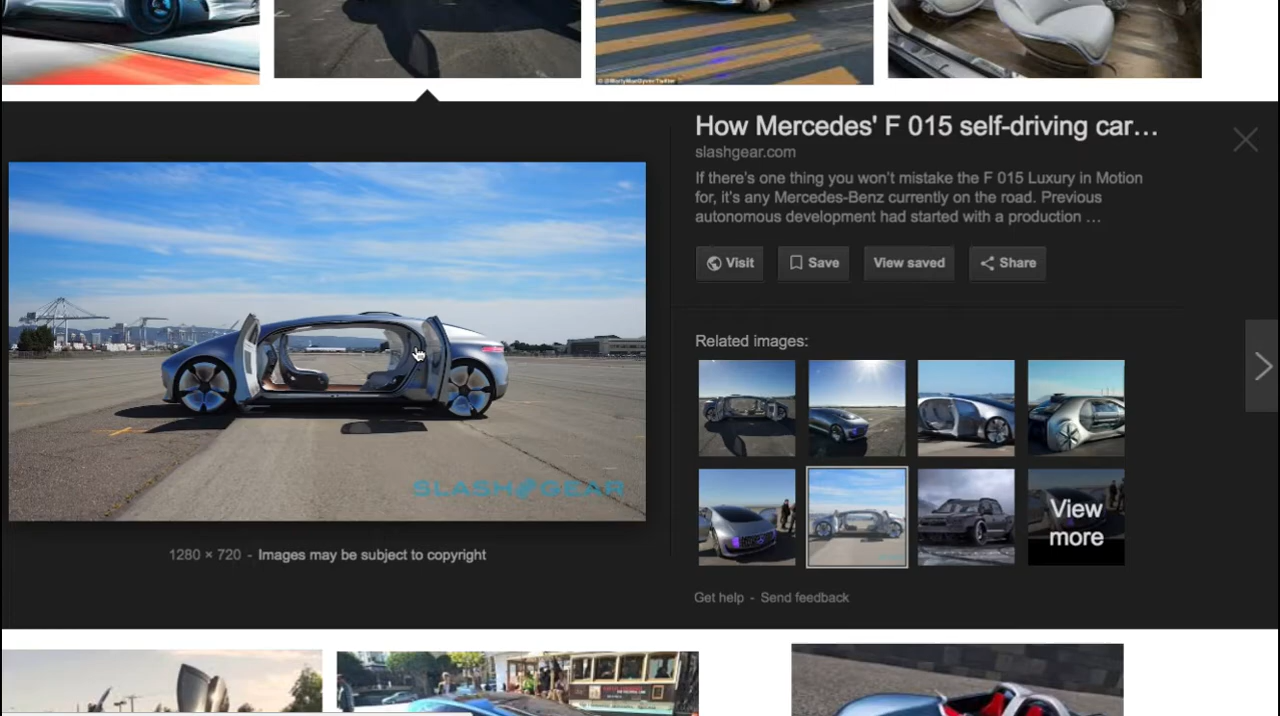 © @WorlyMacDyverTwitter
How Mercedes' F 015 self-driving car…
slashgear.com
If there's one thing you won't mistake the F 015 Luxury in Motion
for, it's any Mercedes-Benz currently on the road. Previous
autonomous development had started with a production …
Visit
Save
View saved
Share
SLASHGEAR
1280 × 720 - Images may be subject to copyright
Related images:
View
more
Get help - Send feedback